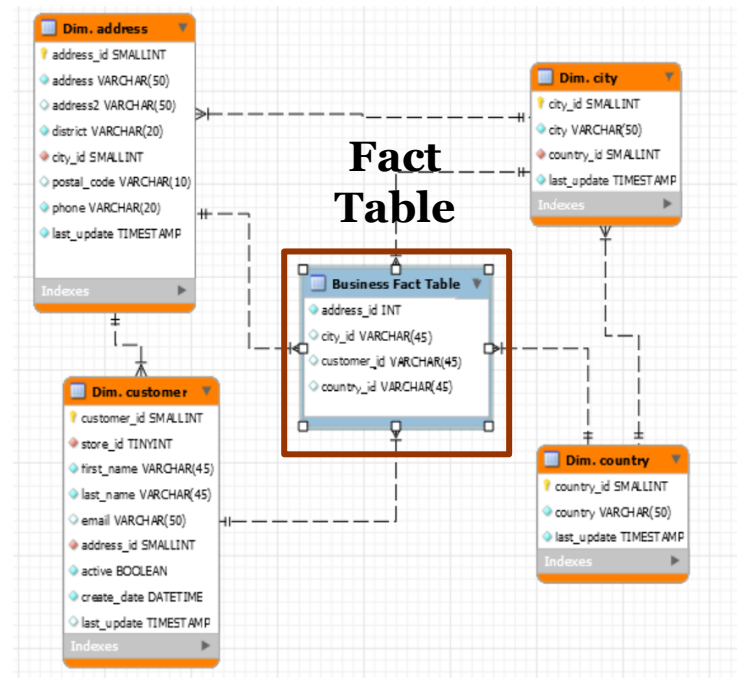 Dim. address
address_id SMALLINT
address VARCHAR(50)
address2 VARCHAR(50)
district VARCHAR(20)
city_id SMALLINT
postal_code VARCHAR(10)
phone VARCHAR(20)
last_update TIMESTAMP
Indexes
Dim. city
city_id SMALLINT
city VARCHAR(50)
country_id SMALLINT
last_update TIMESTAMP
Indexes
Fact
Table
Business Fact Table
address_id INT
city_id VARCHAR(45)
customer_id VARCHAR(45)
country_id VARCHAR(45)
Dim. customer
customer_id SMALLINT
store_id TINYINT
first_name VARCHAR(45)
last_name VARCHAR(45)
email VARCHAR(50)
address_id SMALLINT
active BOOLEAN
create_date DATETIME
last_update TIMESTAMP
Indexes
Dim. country
country_id SMALLINT
country VARCHAR(50)
last_update TIMESTAMP
Indexes